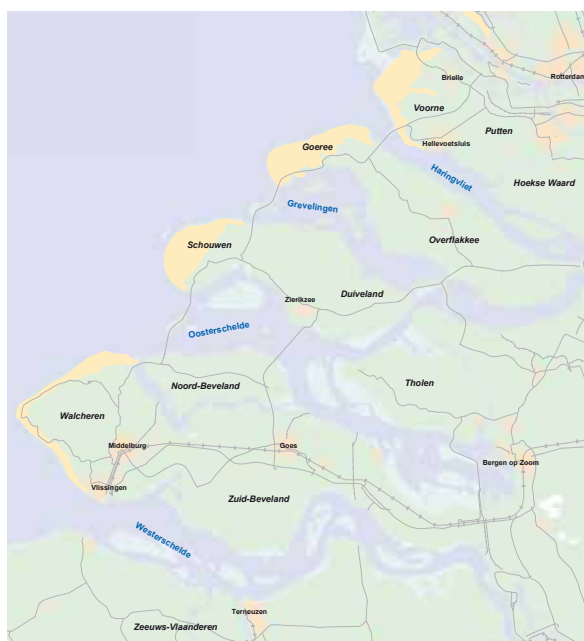 Brielle
Rotterdam
Voorne
Putten
Hellevoetsluis
Goeree
Haringvliet
Hoekse Waard
Grevelingen
Overflakkee
Schouwen
Duiveland
Zierikzee
Oosterschelde
Noord-Beveland
Tholen
Walcheren
Middelburg
Goes
Bergen op Zoom
Vlissingen
Zuid-Beveland
Westerschelde
Terneuzen
Zeeuws-Vlaanderen